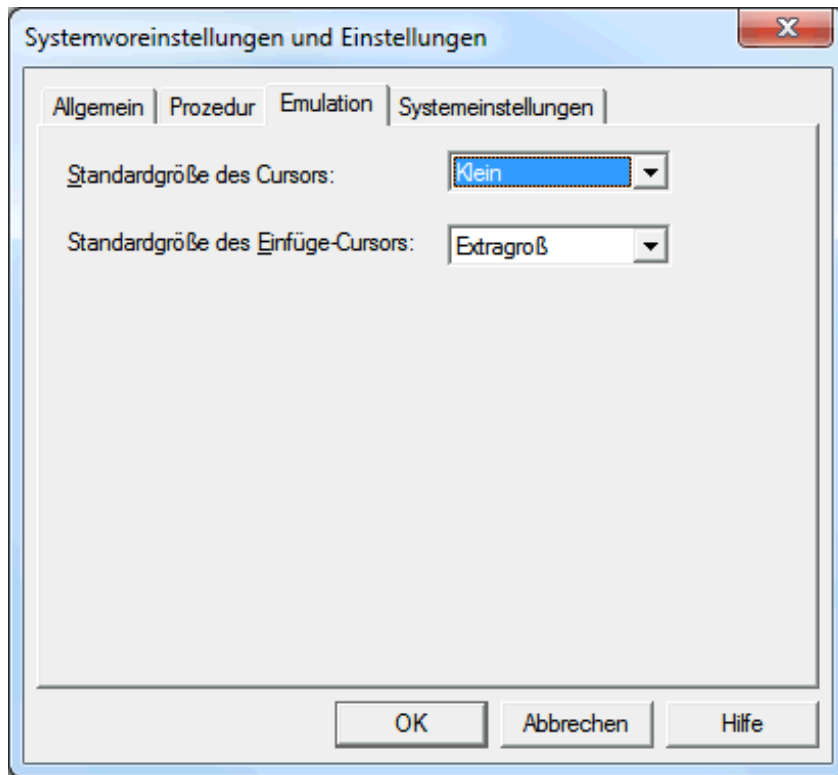 Systemvoreinstellungen und Einstellungen
Allgemein Prozedur Emulation Systemeinstellungen
Standardgröße des Cursors: Klein
Standardgröße des Einfüge-Cursors: Extragroß
OK Abbrechen Hilfe